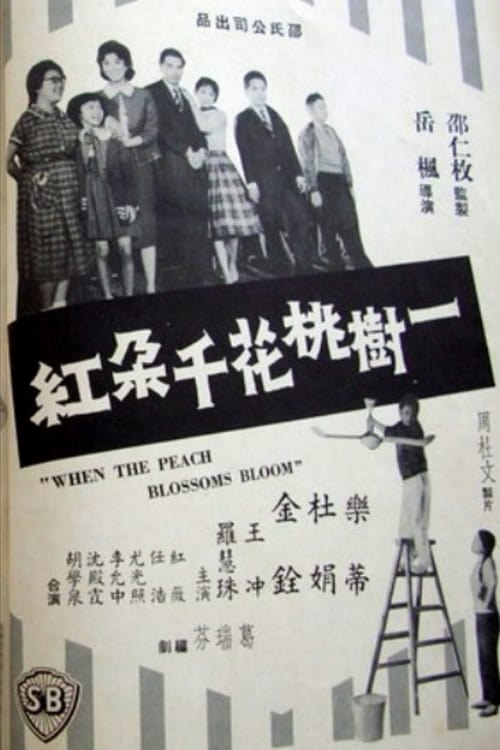 邵氏公司出品
邵仁枚監製
岳楓導演
一樹桃花千朵紅
"WHEN THE PEACH
BLOSSOMS BLOOM"
周杜文製片
樂蒂
杜娟
金銓
王冲
羅慧珠
主演
紅薇
任浩
尤光照
李允中
沈殿霞
胡學泉
合演
葛瑞芬編劇
SB